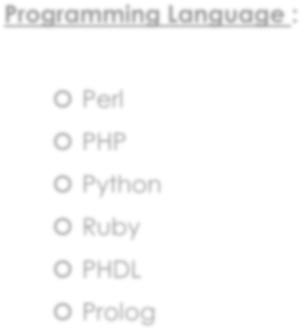 Programming Language :
Perl
PHP
Python
Ruby
PHDL
Prolog